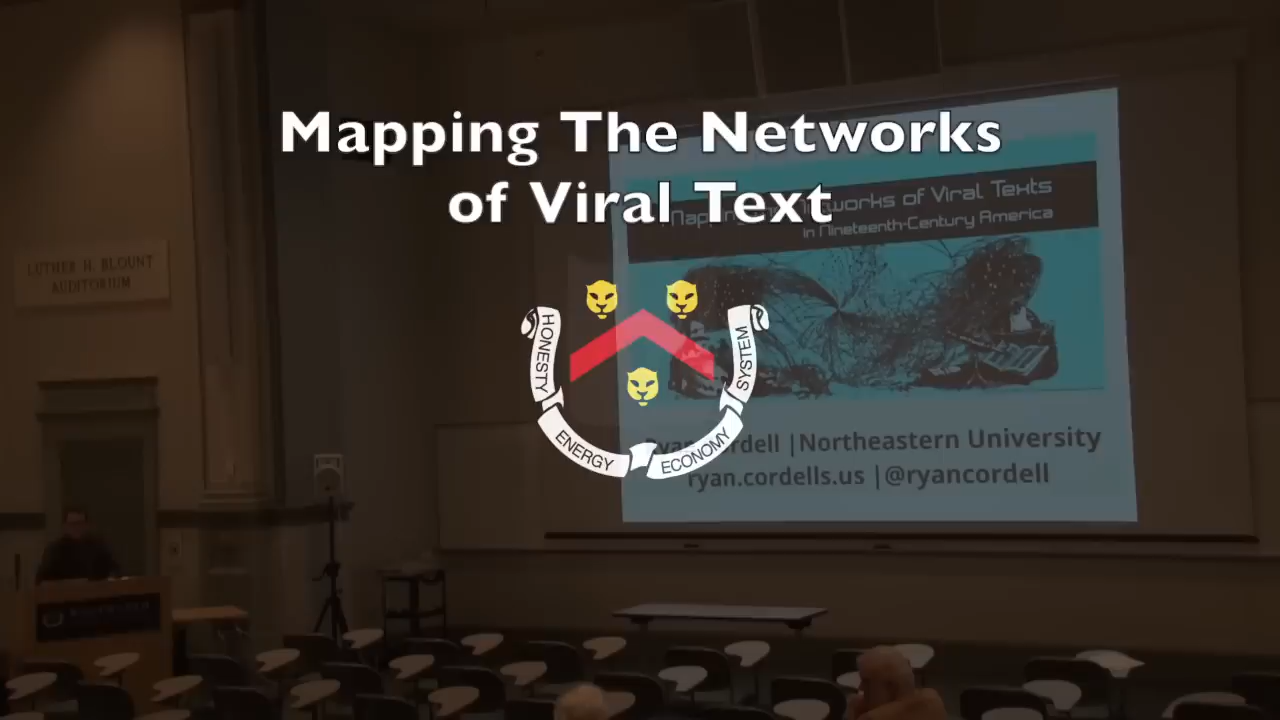 Mapping The Networks
of Viral Text
works of Viral Texts
in Nineteenth-Century America
LUTHER H. BLOUNT
AUDITORIUM
HONESTY
ENERGY
ECONOMY
SYSTEM
|Northeastern University
ryan.cordells.us |@ryancordell